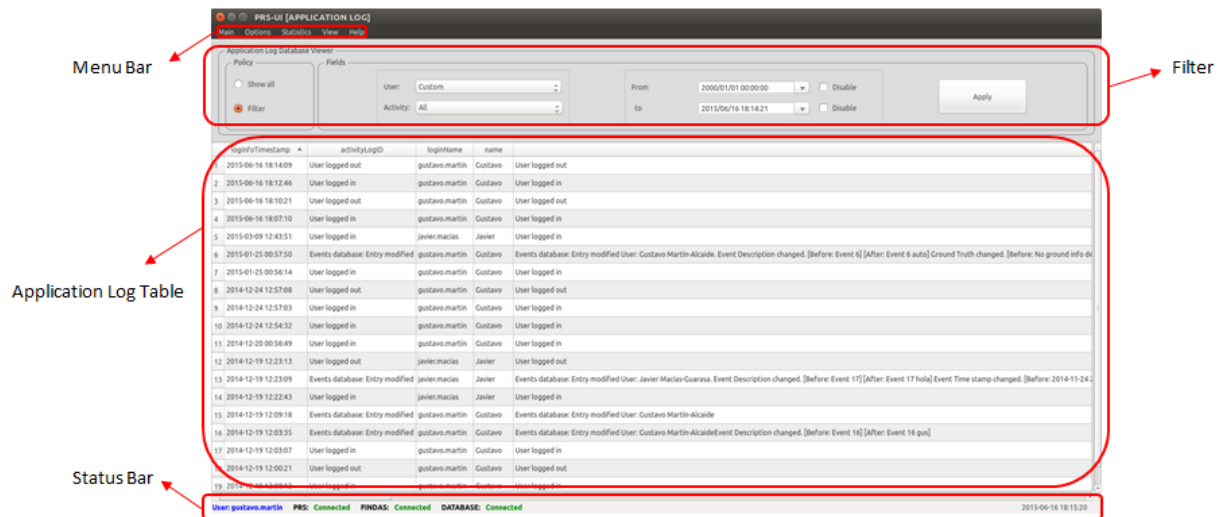 PRS-UI [APPLICATION LOG]
Main Options Statistics View Help
Menu Bar
Filter
Application Log Database Viewer
Policy
Fields
Show all
Filter
User: Custom
Activity: All
From 2000/01/01 00:00:00 Disable
to 2015/06/16 18:14:21 Disable
Apply
loginfoTimestamp activityLogID loginName name
1 2015-06-16 18:14:09 User logged out gustavo.martin Gustavo User logged out
2 2015-06-16 18:12:46 User logged in gustavo.martin Gustavo User logged in
3 2015-06-16 18:10:21 User logged out gustavo.martin Gustavo User logged out
4 2015-06-16 18:07:10 User logged in gustavo.martin Gustavo User logged in
5 2015-03-09 12:43:51 User logged in javier.macias Javier User logged in
6 2015-01-25 00:57:50 Events database: Entry modified gustavo.martin Gustavo Events database: Entry modified User: Gustavo Martín-Alcaide. Event Description changed. [Before: Event 6] [After: Event 6 auto] Ground Truth changed. [Before: No ground info de
7 2015-01-25 00:56:14 User logged in gustavo.martin Gustavo User logged in
Application Log Table
8 2014-12-24 12:57:08 User logged out gustavo.martin Gustavo User logged out
9 2014-12-24 12:57:03 User logged in gustavo.martin Gustavo User logged in
10 2014-12-24 12:54:32 User logged in gustavo.martin Gustavo User logged in
11 2014-12-20 00:56:49 User logged in gustavo.martin Gustavo User logged in
12 2014-12-19 12:23:13 User logged out javier.macias Javier User logged out
13 2014-12-19 12:23:09 Events database: Entry modified javier.macias Javier Events database: Entry modified User: Javier Macias-Guarasa. Event Description changed. [Before: Event 17] [After: Event 17 hola] Event Time stamp changed. [Before: 2014-11-24 2
14 2014-12-19 12:22:43 User logged in javier.macias Javier User logged in
15 2014-12-19 12:09:18 Events database: Entry modified gustavo.martin Gustavo Events database: Entry modified User: Gustavo Martín-Alcaide
16 2014-12-19 12:03:35 Events database: Entry modified gustavo.martin Gustavo Events database: Entry modified User: Gustavo Martín-AlcaideEvent Description changed. [Before: Event 16] [After: Event 16 gus]
17 2014-12-19 12:03:07 User logged in gustavo.martin Gustavo User logged in
Status Bar
2014-12-19 12:00:21 User logged out gustavo.martin Gustavo User logged out
19 User logged in gustavo.martin Gustavo User logged in
User: gustavo.martin PRS: Connected FINDAS: Connected DATABASE: Connected 2015-06-16 18:15:20